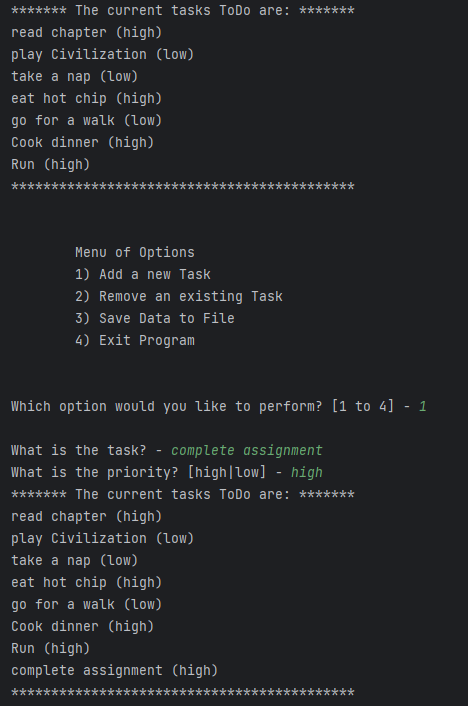 ******* The current tasks ToDo are: *******
read chapter (high)
play Civilization (low)
take a nap (low)
eat hot chip (high)
go for a walk (low)
Cook dinner (high)
Run (high)
*******************************************
Menu of Options
1) Add a new Task
2) Remove an existing Task
3) Save Data to File
4) Exit Program
Which option would you like to perform? [1 to 4] - 1
What is the task? - complete assignment
What is the priority? [high|low] - high
******* The current tasks ToDo are: *******
read chapter (high)
play Civilization (low)
take a nap (low)
eat hot chip (high)
go for a walk (low)
Cook dinner (high)
Run (high)
complete assignment (high)
*******************************************